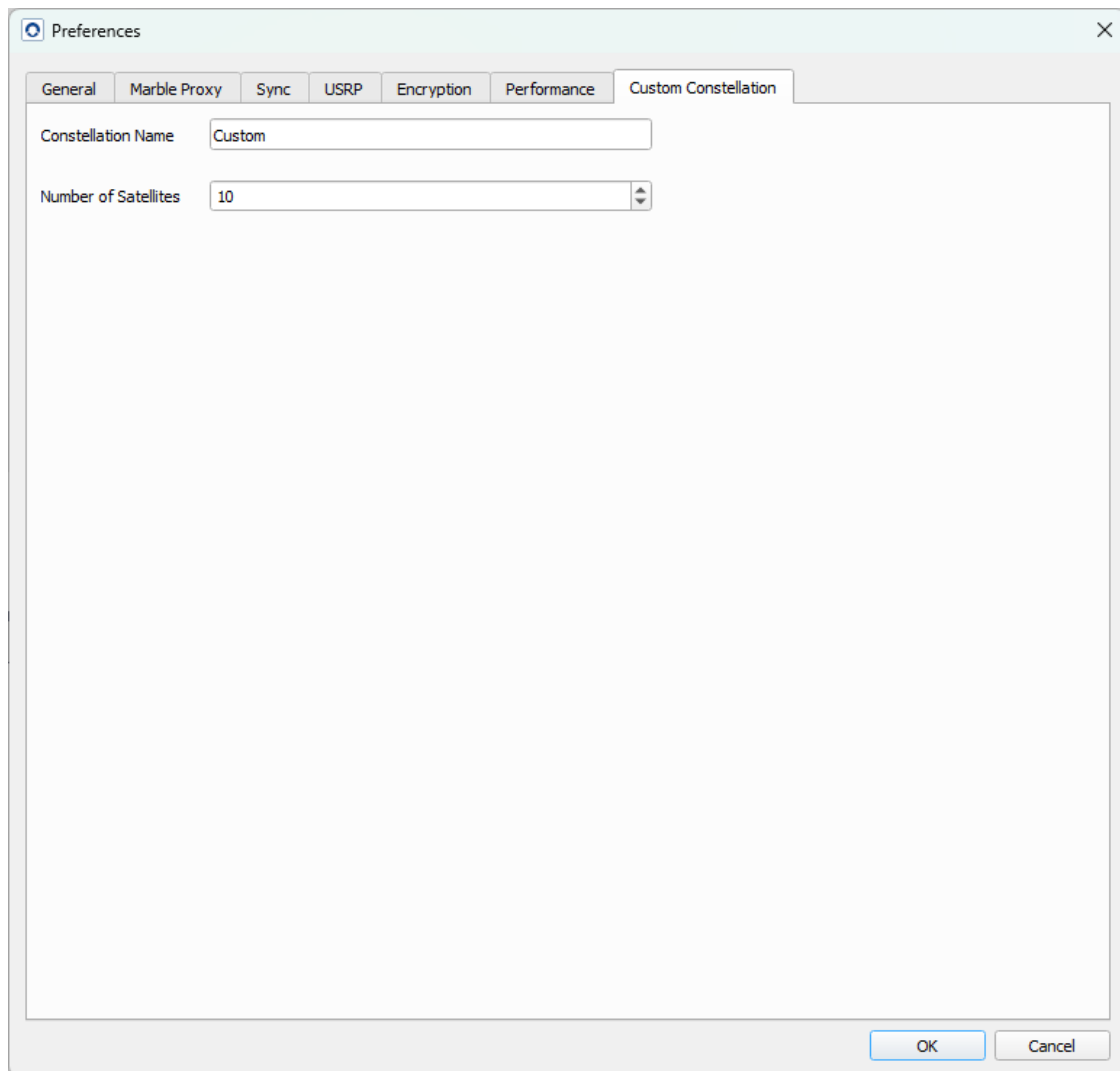 Preferences
General Marble Proxy Sync USRP Encryption Performance Custom Constellation
Constellation Name Custom
Number of Satellites 10
OK Cancel